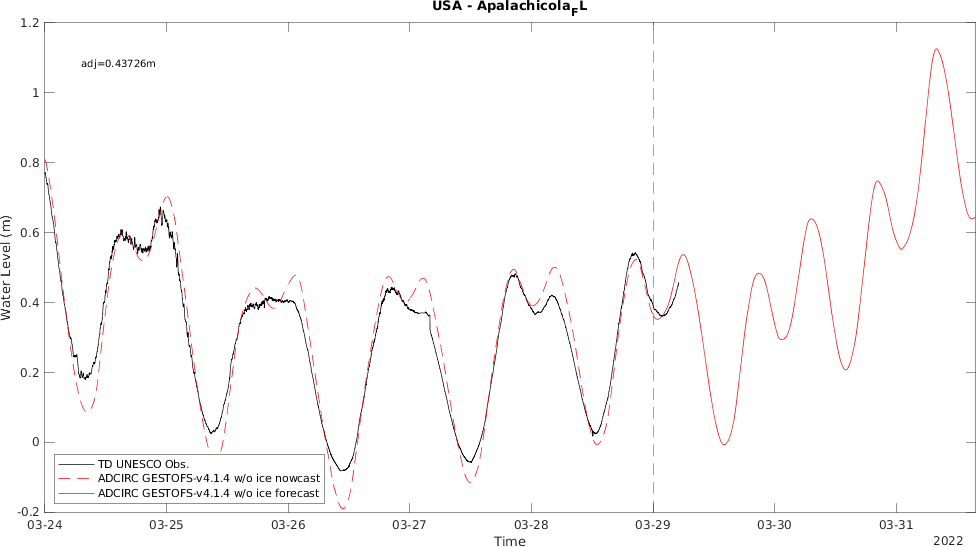 USA - ApalachicolaFL
adj=0.43726m
1.2
1
0.8
0.6
0.4
0.2
0
-0.2
Water Level (m)
TD UNESCO Obs.
ADCIRC GESTOFS-v4.1.4 w/o ice nowcast
ADCIRC GESTOFS-v4.1.4 w/o ice forecast
03-24 03-25 03-26 03-27 03-28 03-29 03-30 03-31
Time
2022